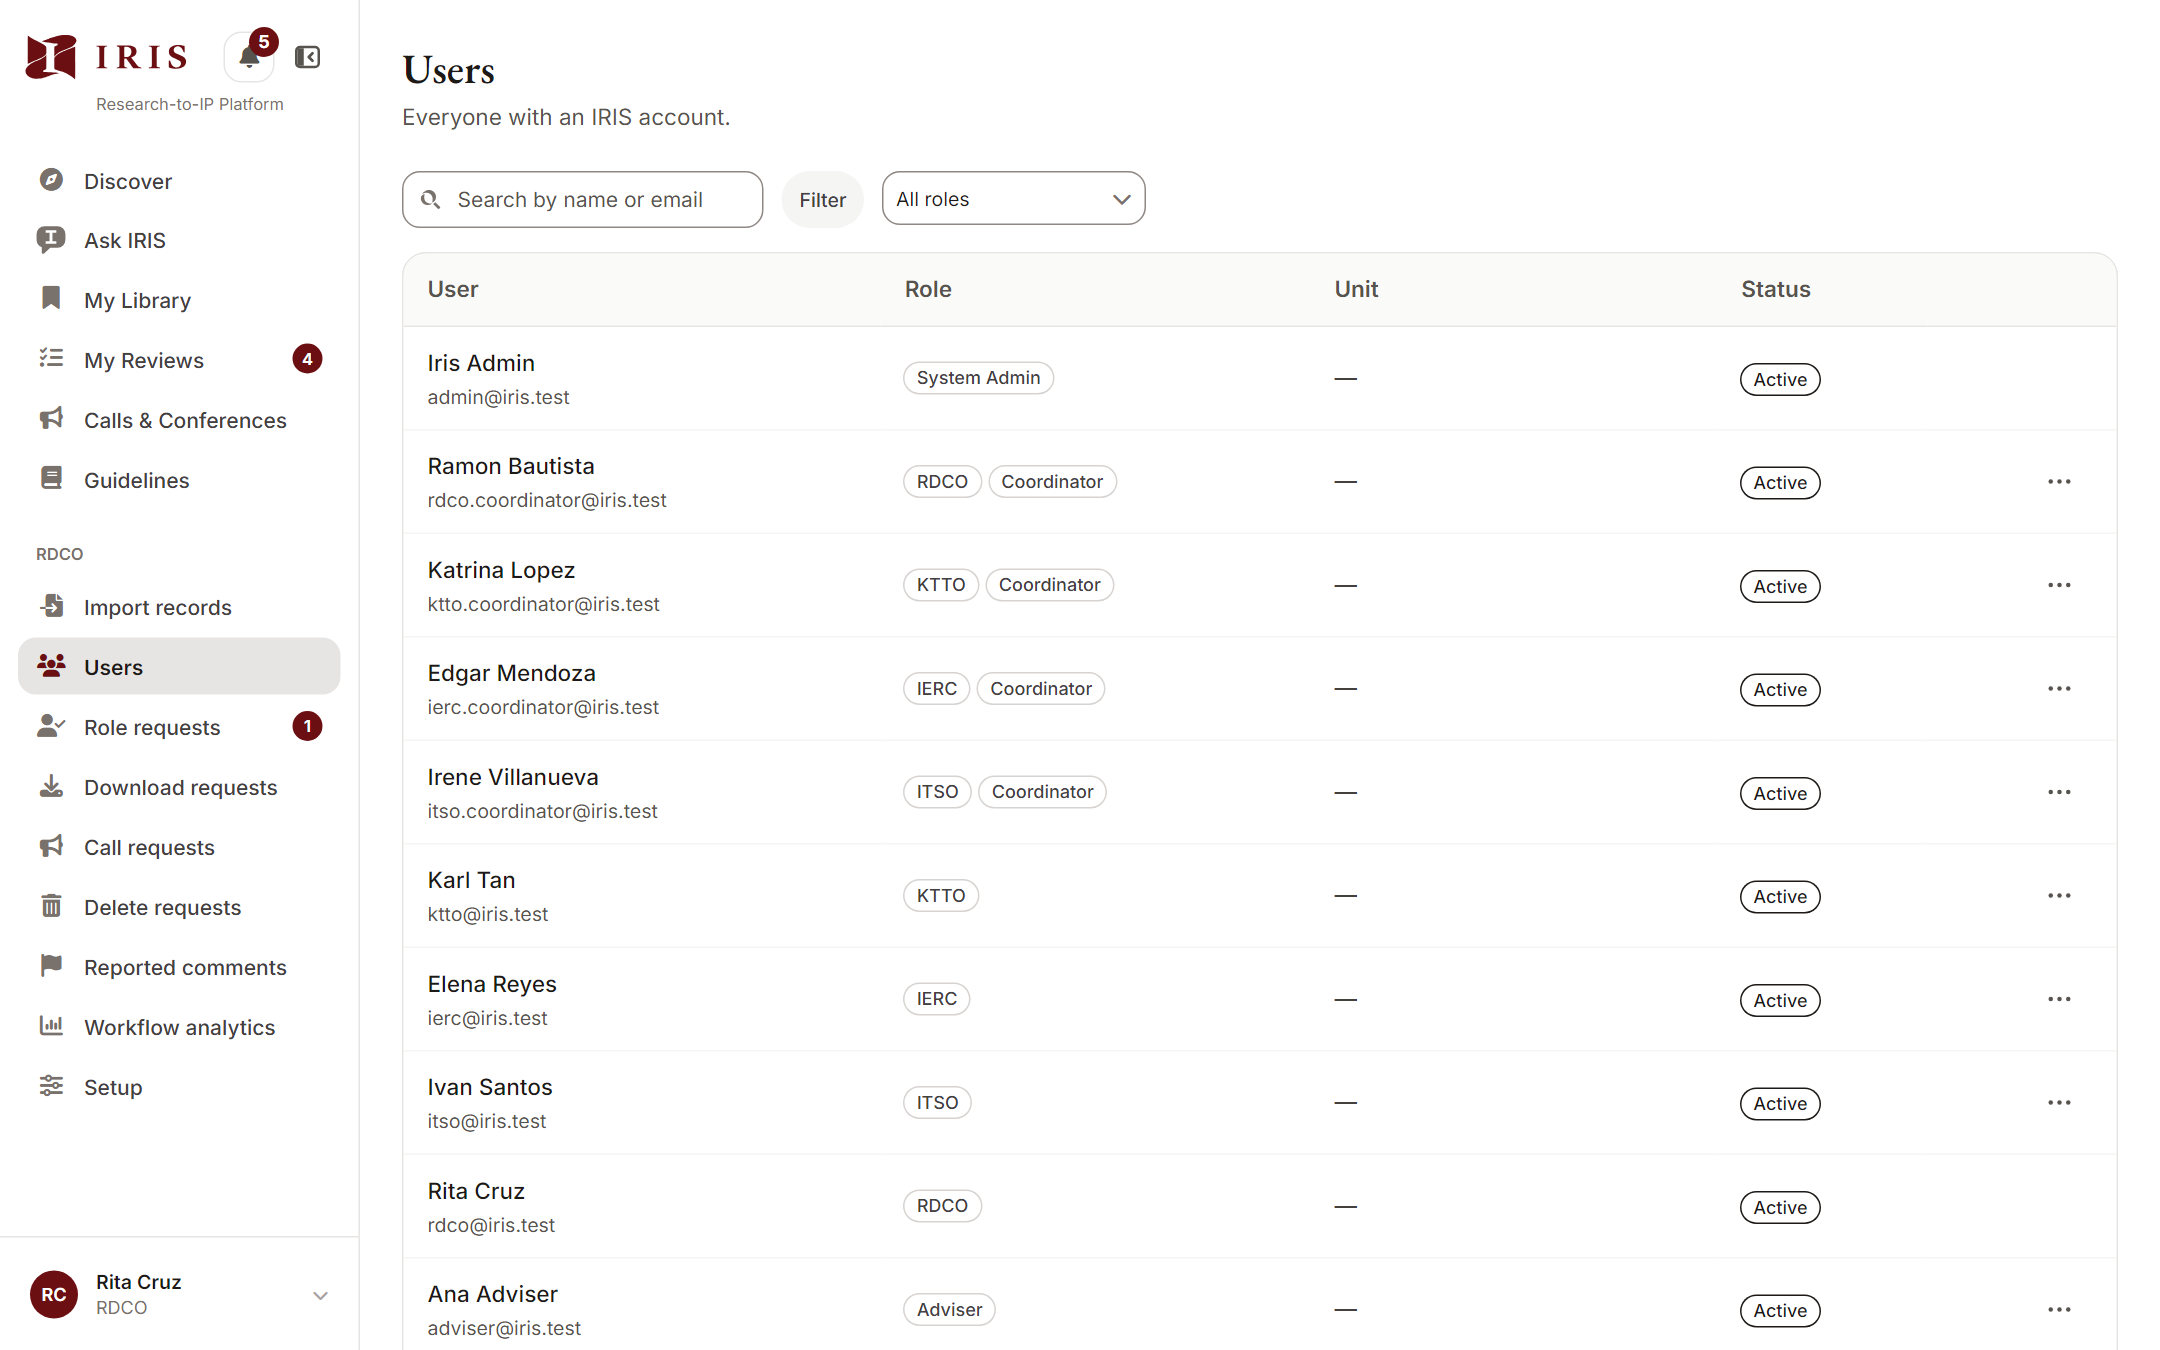 IRIS
5
Research-to-IP Platform
Discover
Ask IRIS
My Library
My Reviews 4
Calls & Conferences
Guidelines
RDCO
Import records
Users
Role requests 1
Download requests
Call requests
Delete requests
Reported comments
Workflow analytics
Setup
RC
Rita Cruz
RDCO
Users
Everyone with an IRIS account.
Search by name or email Filter All roles
User Role Unit Status
Iris Admin
admin@iris.test
System Admin — Active
Ramon Bautista
rdco.coordinator@iris.test
RDCO Coordinator — Active
Katrina Lopez
ktto.coordinator@iris.test
KTTO Coordinator — Active
Edgar Mendoza
ierc.coordinator@iris.test
IERC Coordinator — Active
Irene Villanueva
itso.coordinator@iris.test
ITSO Coordinator — Active
Karl Tan
ktto@iris.test
KTTO — Active
Elena Reyes
ierc@iris.test
IERC — Active
Ivan Santos
itso@iris.test
ITSO — Active
Rita Cruz
rdco@iris.test
RDCO — Active
Ana Adviser
adviser@iris.test
Adviser — Active